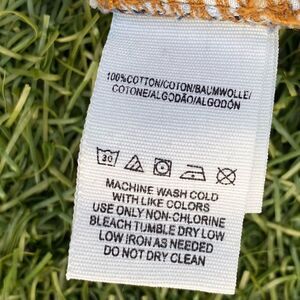 100%COTTON/COTON/BAUMWOLLE/
COTONE/ALGODÃO/ALGODÓN
30
MACHINE WASH COLD
WITH LIKE COLORS
USE ONLY NON-CHLORINE
BLEACH TUMBLE DRY LOW
LOW IRON AS NEEDED
DO NOT DRY CLEAN